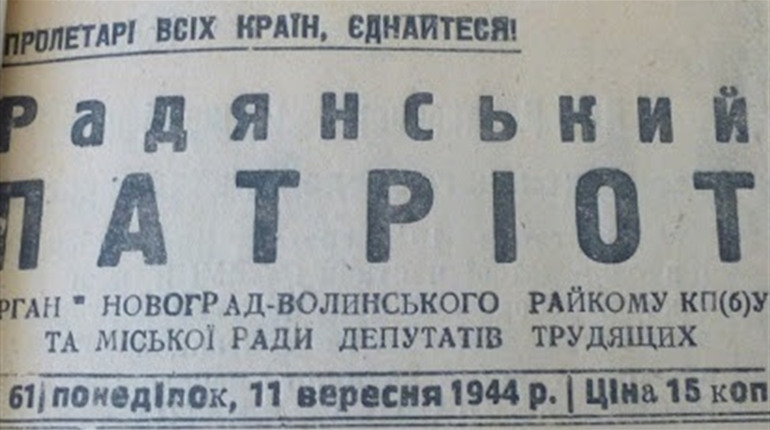 ПРОЛЕТАРІ ВСІХ КРАЇН, ЄДНАЙТЕСЯ!
Радянський
ПАТРІОТ
РГАН НОВОГРАД-ВОЛИНСЬКОГО РАЙКОМУ КП(б)У
ТА МІСЬКОЇ РАДИ ДЕПУТАТІВ ТРУДЯЩИХ
61| понеділок, 11 вересня 1944 р. | Ціна 15 коп